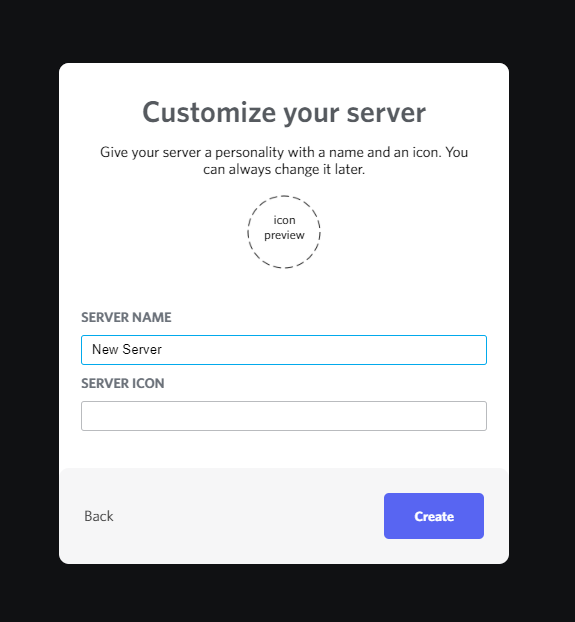 Customize your server
Give your server a personality with a name and an icon. You
can always change it later.
icon
preview
SERVER NAME
New Server
SERVER ICON
Back
Create